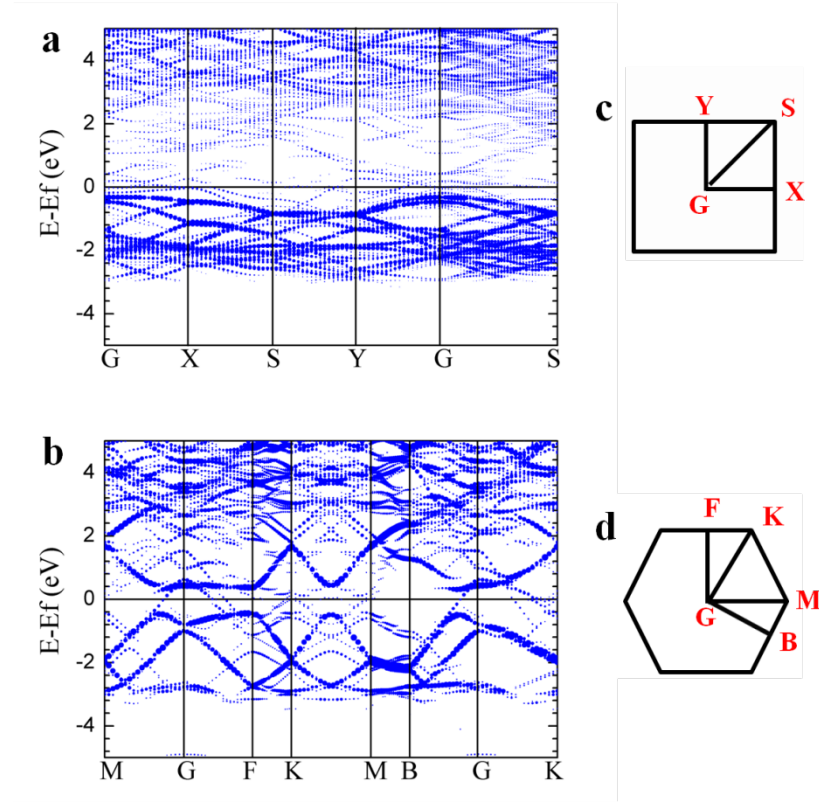 a
4
2
0
-2
-4
E-Ef (eV)
G X S Y G S
c
Y S
G X
b
4
2
0
-2
-4
E-Ef (eV)
M G F K M B G K
d
F K
G M
B